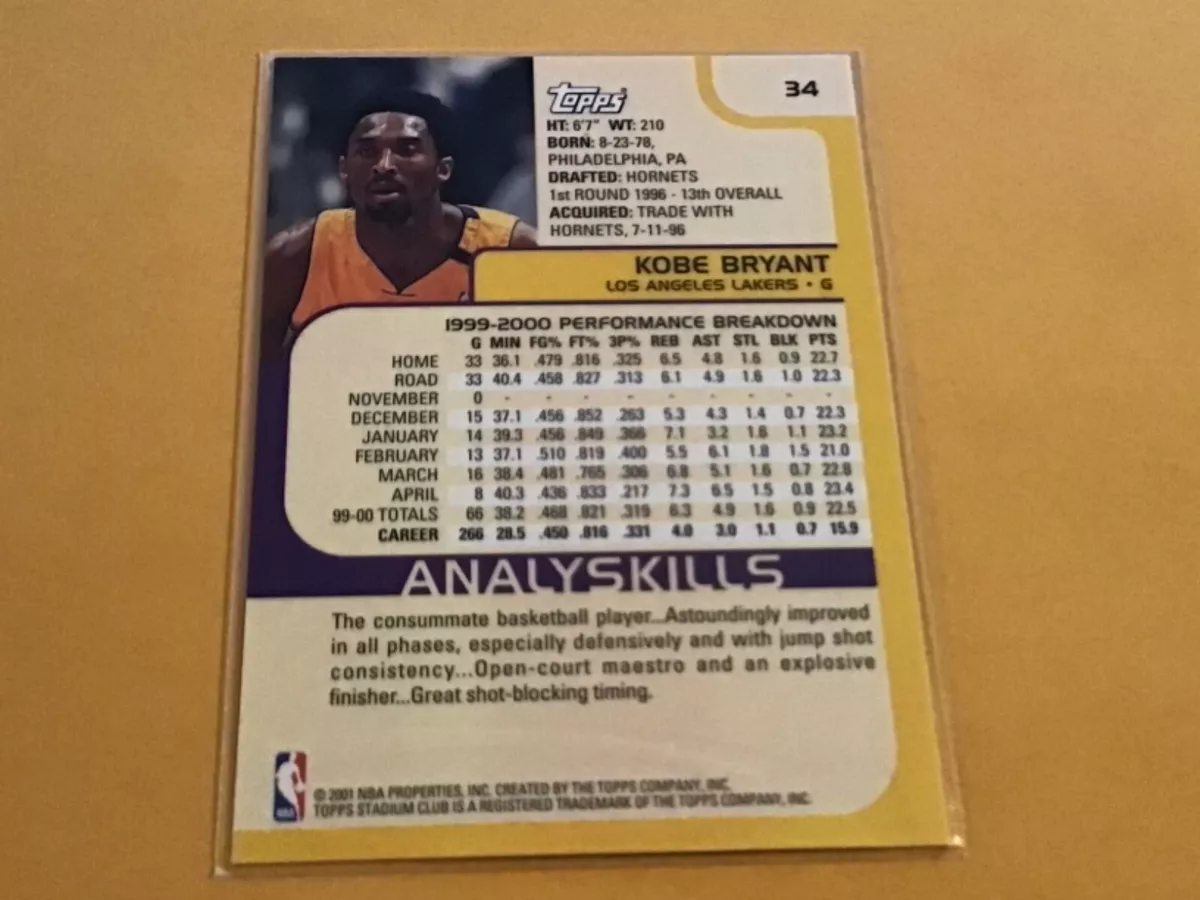 34
TOPPS
HT: 6'7" WT: 210
BORN: 8-23-78,
PHILADELPHIA, PA
DRAFTED: HORNETS
1st ROUND 1996 - 13th OVERALL
ACQUIRED: TRADE WITH
HORNETS, 7-11-96
KOBE BRYANT
LOS ANGELES LAKERS • G
1999-2000 PERFORMANCE BREAKDOWN
G MIN FG% FT% 3P% REB AST STL BLK PTS
HOME 33 36.1 .479 .816 .325 6.5 4.8 1.6 0.9 22.7
ROAD 33 40.4 .458 .827 .313 6.1 4.9 1.6 1.0 22.3
NOVEMBER 0 - - - - - - - - -
DECEMBER 15 37.1 .456 .852 .263 5.3 4.3 1.4 0.7 22.3
JANUARY 14 39.3 .456 .849 .366 7.1 3.2 1.6 1.1 23.2
FEBRUARY 13 37.1 .510 .819 .400 5.5 6.1 1.8 1.5 21.0
MARCH 16 38.4 .481 .765 .306 6.8 5.1 1.6 0.7 22.8
APRIL 8 40.3 .436 .833 .217 7.3 6.5 1.5 0.8 23.4
99-00 TOTALS 66 38.2 .468 .821 .319 6.3 4.9 1.6 0.9 22.5
CAREER 266 28.5 .450 .816 .331 4.0 3.0 1.1 0.7 15.9
ANALYSKILLS
The consummate basketball player...Astoundingly improved
in all phases, especially defensively and with jump shot
consistency...Open-court maestro and an explosive
finisher...Great shot-blocking timing.
NBA
© 2001 NBA PROPERTIES, INC. CREATED BY THE TOPPS COMPANY, INC.
TOPPS STADIUM CLUB IS A REGISTERED TRADEMARK OF THE TOPPS COMPANY, INC.